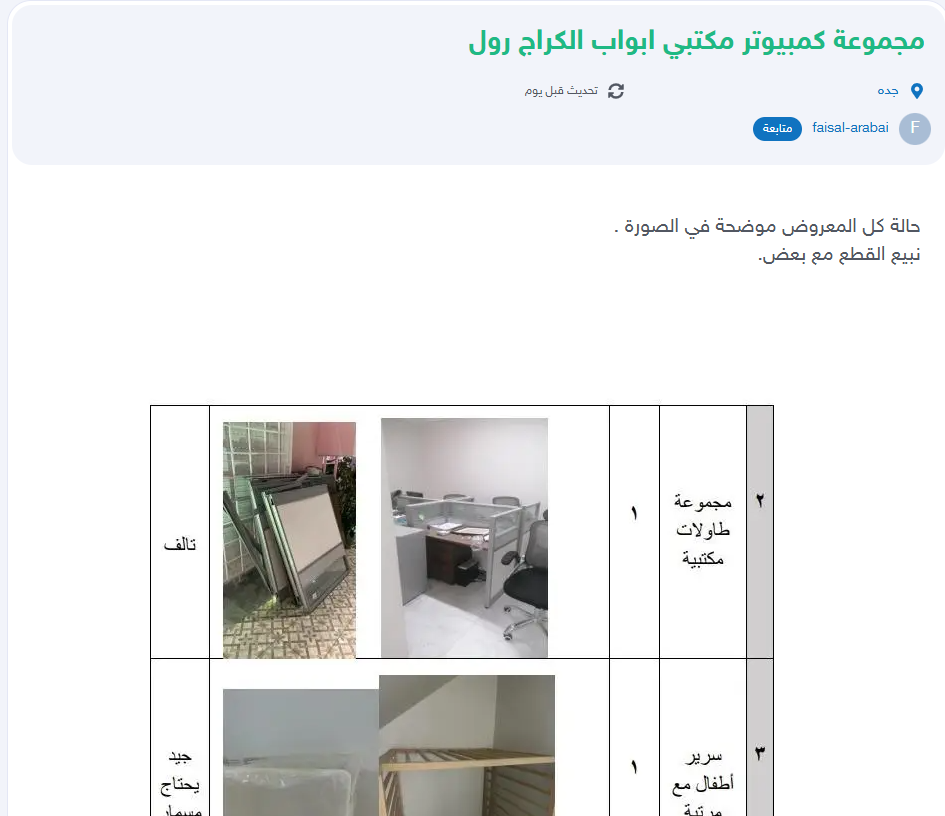 مجموعة كمبيوتر مكتبي ابواب الكراج رول
جده
تحديث قبل يوم
F
faisal-arabai
متابعة
حالة كل المعروض موضحة في الصورة .
نبيع القطع مع بعض.
٢
مجموعة
طاولات
مكتبية
١
تالف
٣
سرير
أطفال مع
مرتبة
١
جيد
يحتاج
مسمار